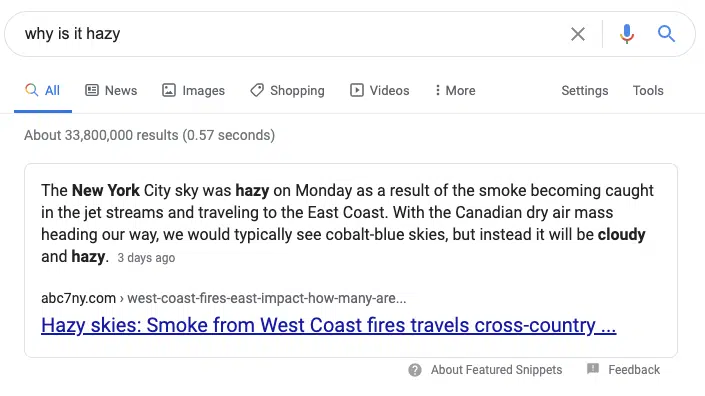 why is it hazy
All News Images Shopping Videos More Settings Tools
About 33,800,000 results (0.57 seconds)
The New York City sky was hazy on Monday as a result of the smoke becoming caught
in the jet streams and traveling to the East Coast. With the Canadian dry air mass
heading our way, we would typically see cobalt-blue skies, but instead it will be cloudy
and hazy. 3 days ago
abc7ny.com › west-coast-fires-east-impact-how-many-are...
Hazy skies: Smoke from West Coast fires travels cross-country ...
About Featured Snippets Feedback